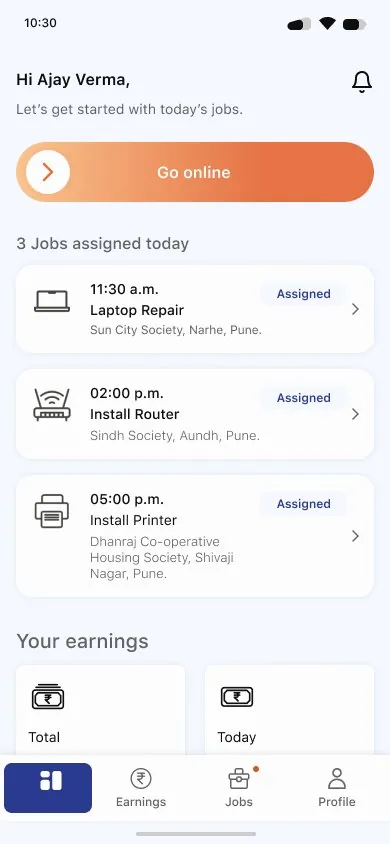 10:30
Hi Ajay Verma,
Let's get started with today's jobs.
Go online
3 Jobs assigned today
11:30 a.m.
Assigned
Laptop Repair
Sun City Society, Narhe, Pune.
02:00 p.m.
Assigned
Install Router
Sindh Society, Aundh, Pune.
05:00 p.m.
Assigned
Install Printer
Dhanraj Co-operative
Housing Society, Shivaji
Nagar, Pune.
Your earnings
₹
₹
Total
Today
₹
Earnings
Jobs
Profile